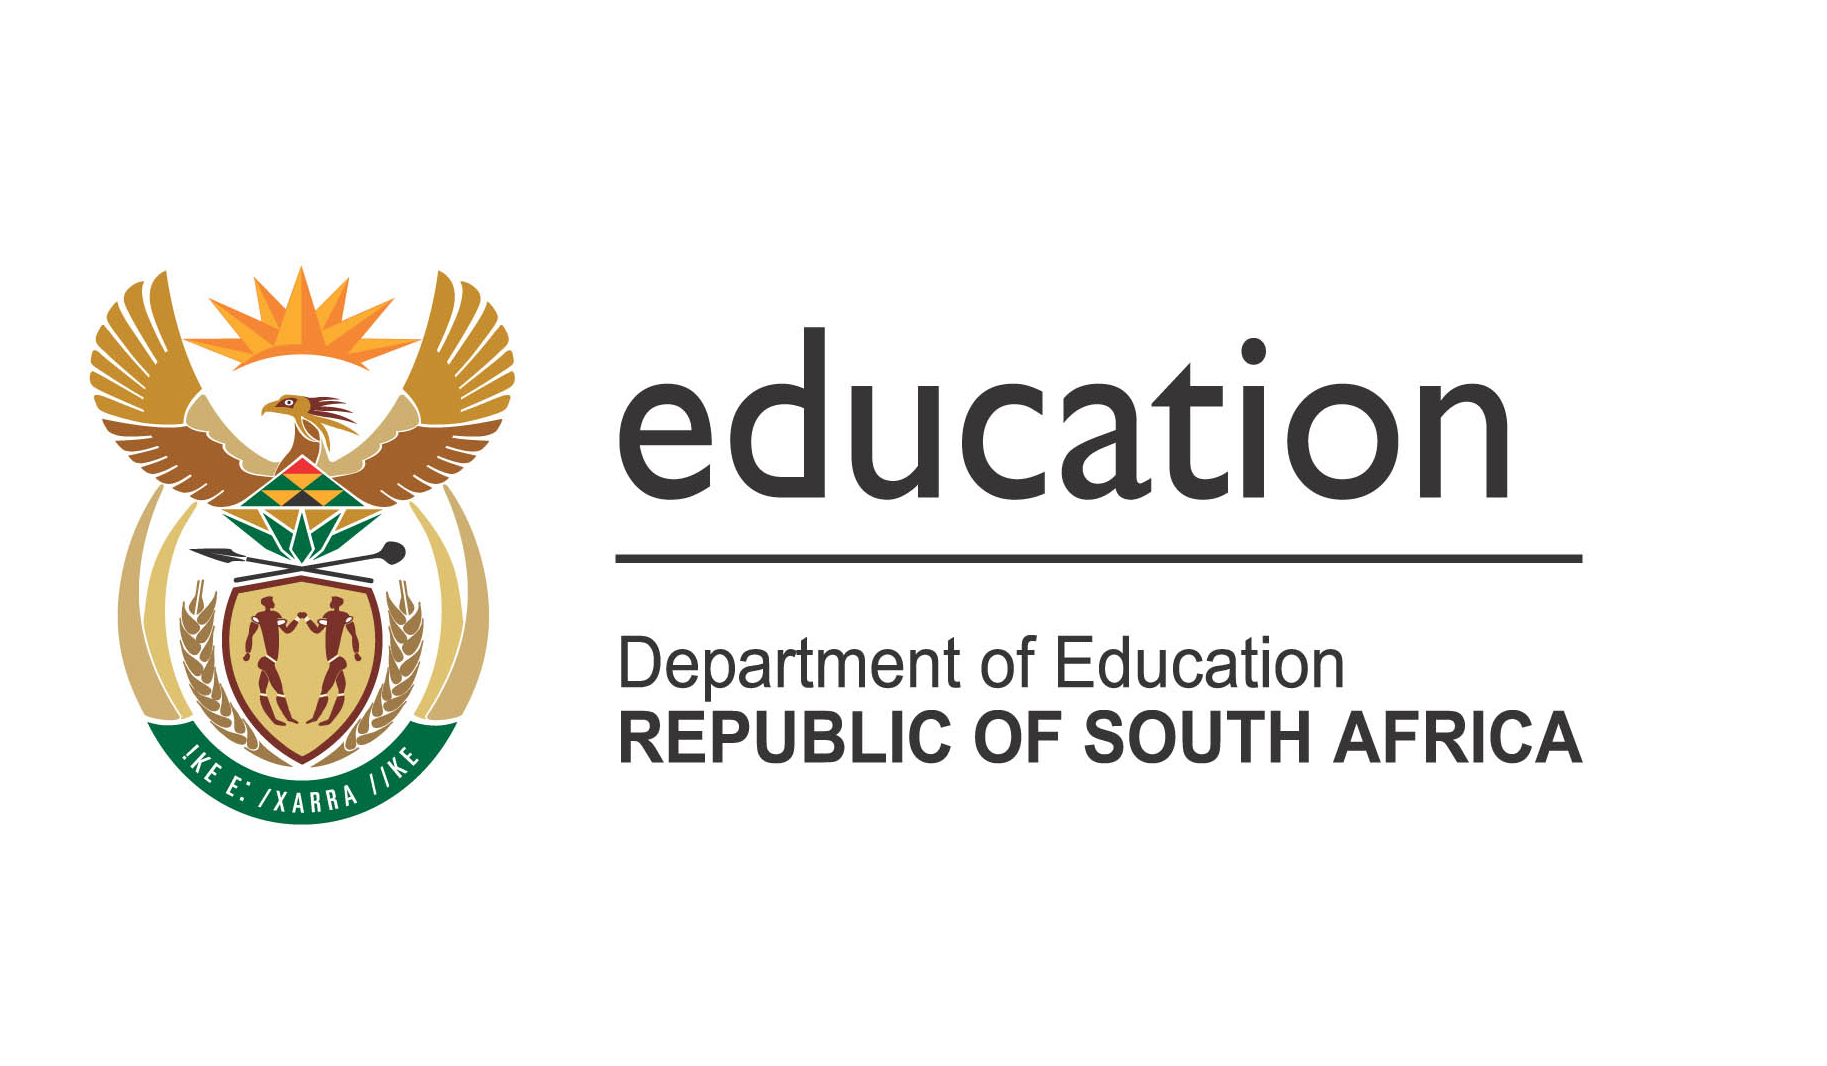 education
Department of Education
REPUBLIC OF SOUTH AFRICA
!KE E: /XARRA //KE